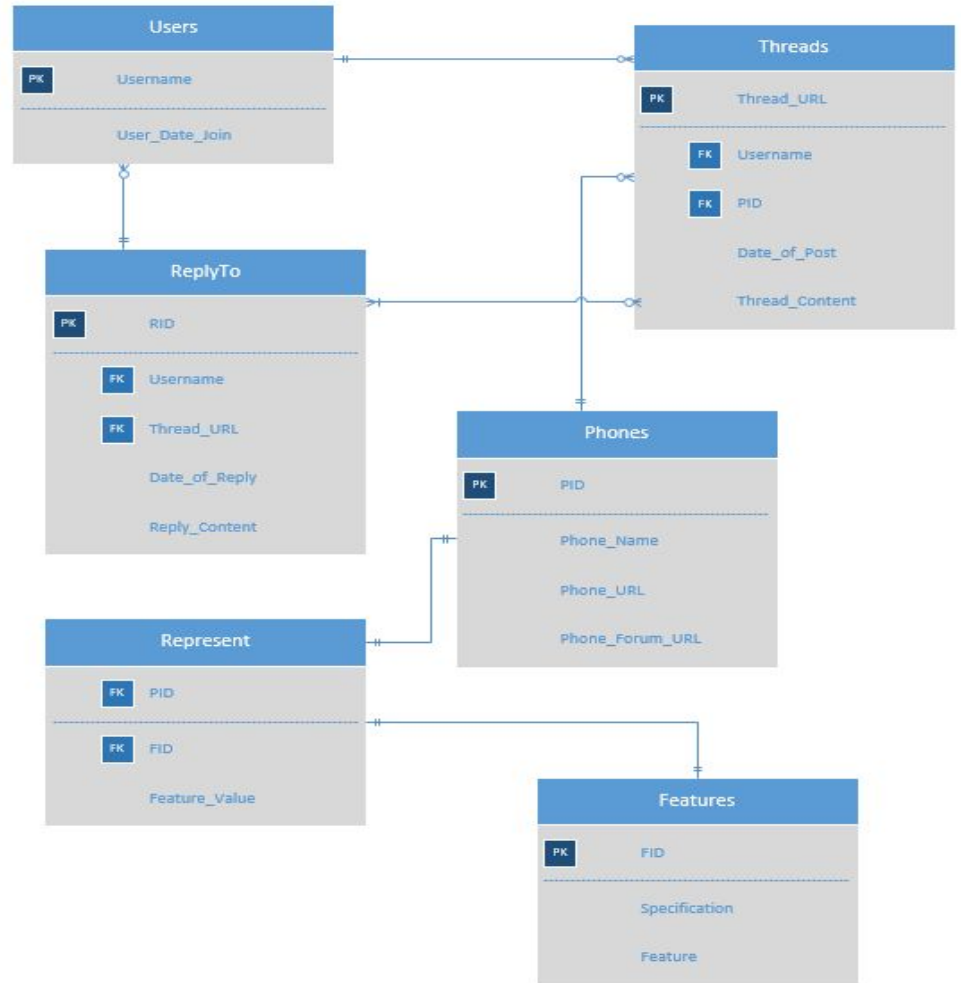 Users
PK Username
User_Date_Join
Threads
PK Thread_URL
FK Username
FK PID
Date_of_Post
Thread_Content
ReplyTo
PK RID
FK Username
FK Thread_URL
Date_of_Reply
Reply_Content
Phones
PK PID
Phone_Name
Phone_URL
Phone_Forum_URL
Represent
FK PID
FK FID
Feature_Value
Features
PK FID
Specification
Feature